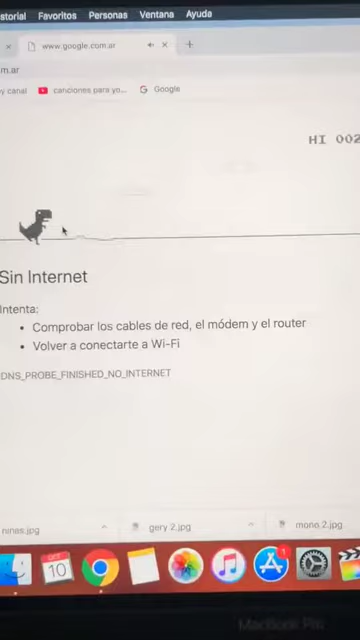 storial Favoritos Personas Ventana Ayuda
www.google.com.ar
m.ar
y canal canciones para yo... Google
HI 002
Sin Internet
Intenta:
Comprobar los cables de red, el módem y el router
Volver a conectarte a Wi-Fi
DNS_PROBE_FINISHED_NO_INTERNET
ninas.jpg gery 2.jpg mono 2.jpg
OCT
10
1
MacBook Pro